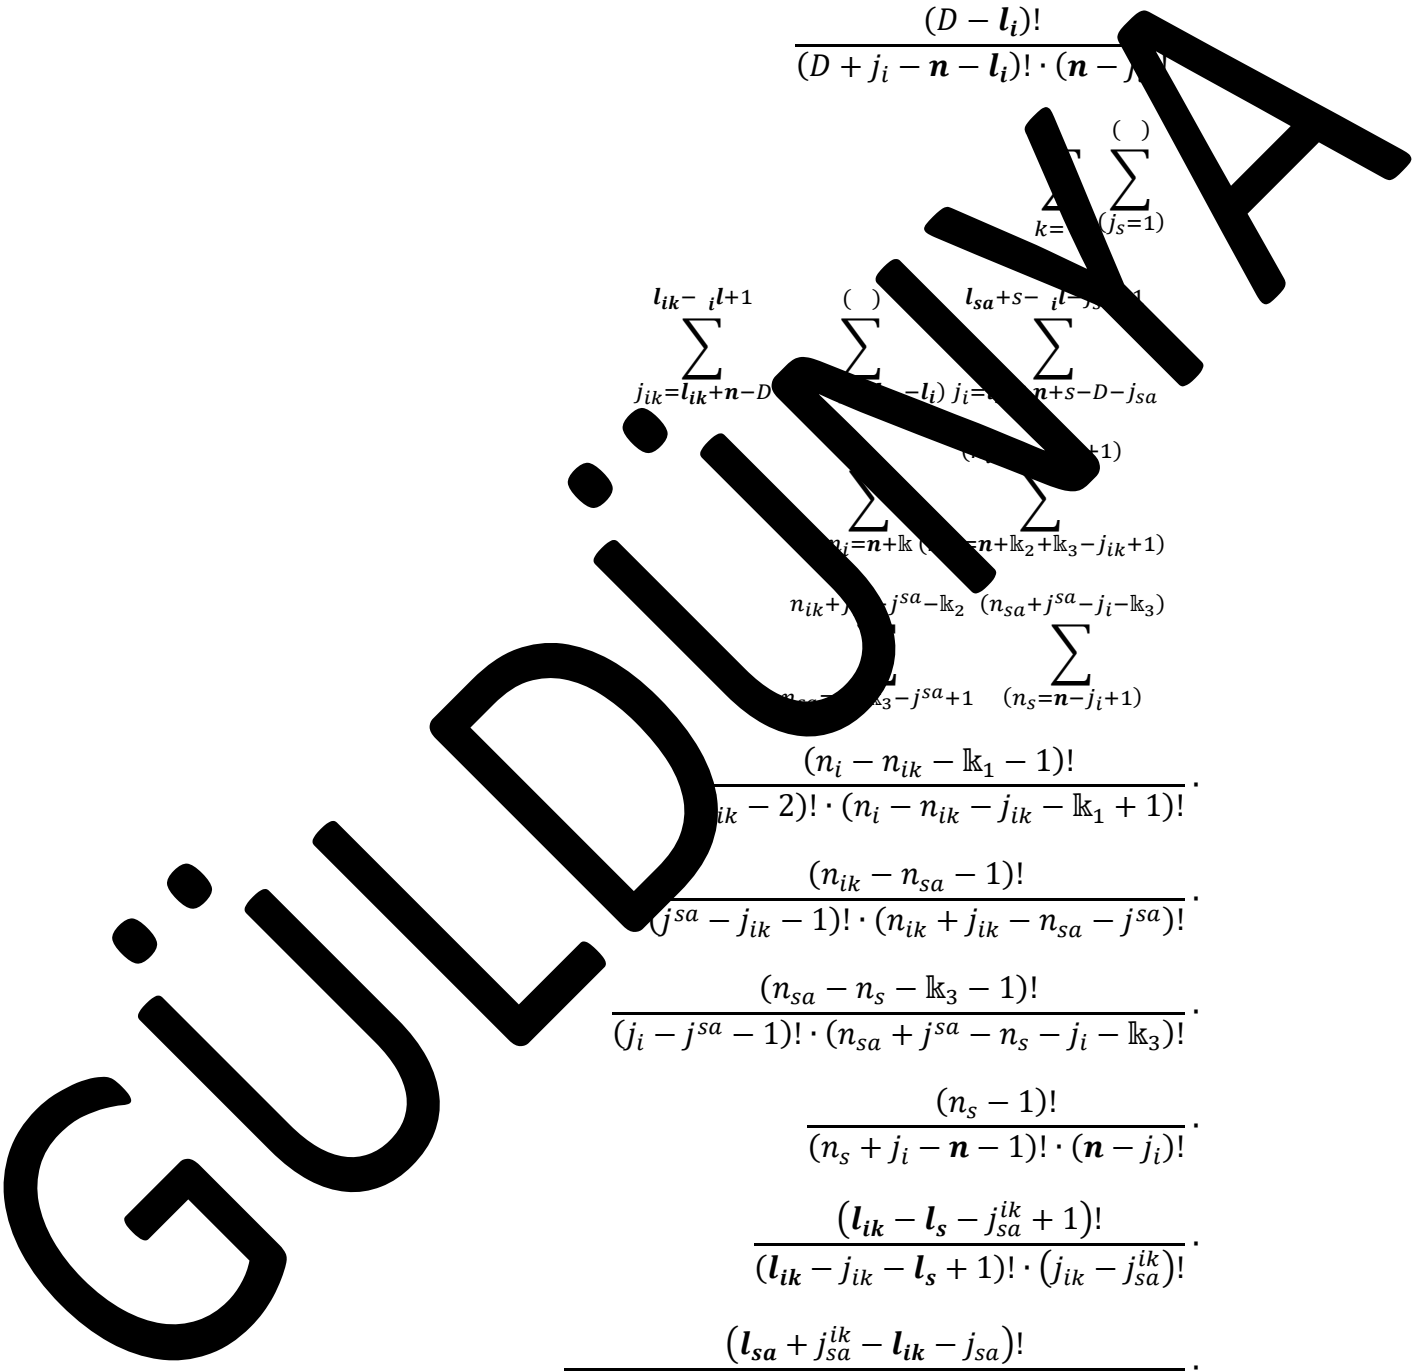 (D − l_i)!
(D + j_i − n − l_i)! · (n − j
( ) 
k= (j_s=1)
l_ik− _il+1 ( ) l_sa+s− _il−j
j_ik=l_ik+n−D −l_i) j_i= n+s−D−j_sa
+1)
n_i=n+𝕜 =n+𝕜_2+𝕜_3−j_ik+1)
n_ik+j j^sa−𝕜_2 (n_sa+j^sa−j_i−𝕜_3)
𝕜_3−j^sa+1 (n_s=n−j_i+1)
(n_i − n_ik − 𝕜_1 − 1)!
ik − 2)! · (n_i − n_ik − j_ik − 𝕜_1 + 1)! ·
(n_ik − n_sa − 1)!
(j^sa − j_ik − 1)! · (n_ik + j_ik − n_sa − j^sa)! ·
(n_sa − n_s − 𝕜_3 − 1)!
(j_i − j^sa − 1)! · (n_sa + j^sa − n_s − j_i − 𝕜_3)! ·
(n_s − 1)!
(n_s + j_i − n − 1)! · (n − j_i)! ·
(l_ik − l_s − j_sa^ik + 1)!
(l_ik − j_ik − l_s + 1)! · (j_ik − j_sa^ik)! ·
(l_sa + j_sa^ik − l_ik − j_sa)! ·
GÜLDÜNYA